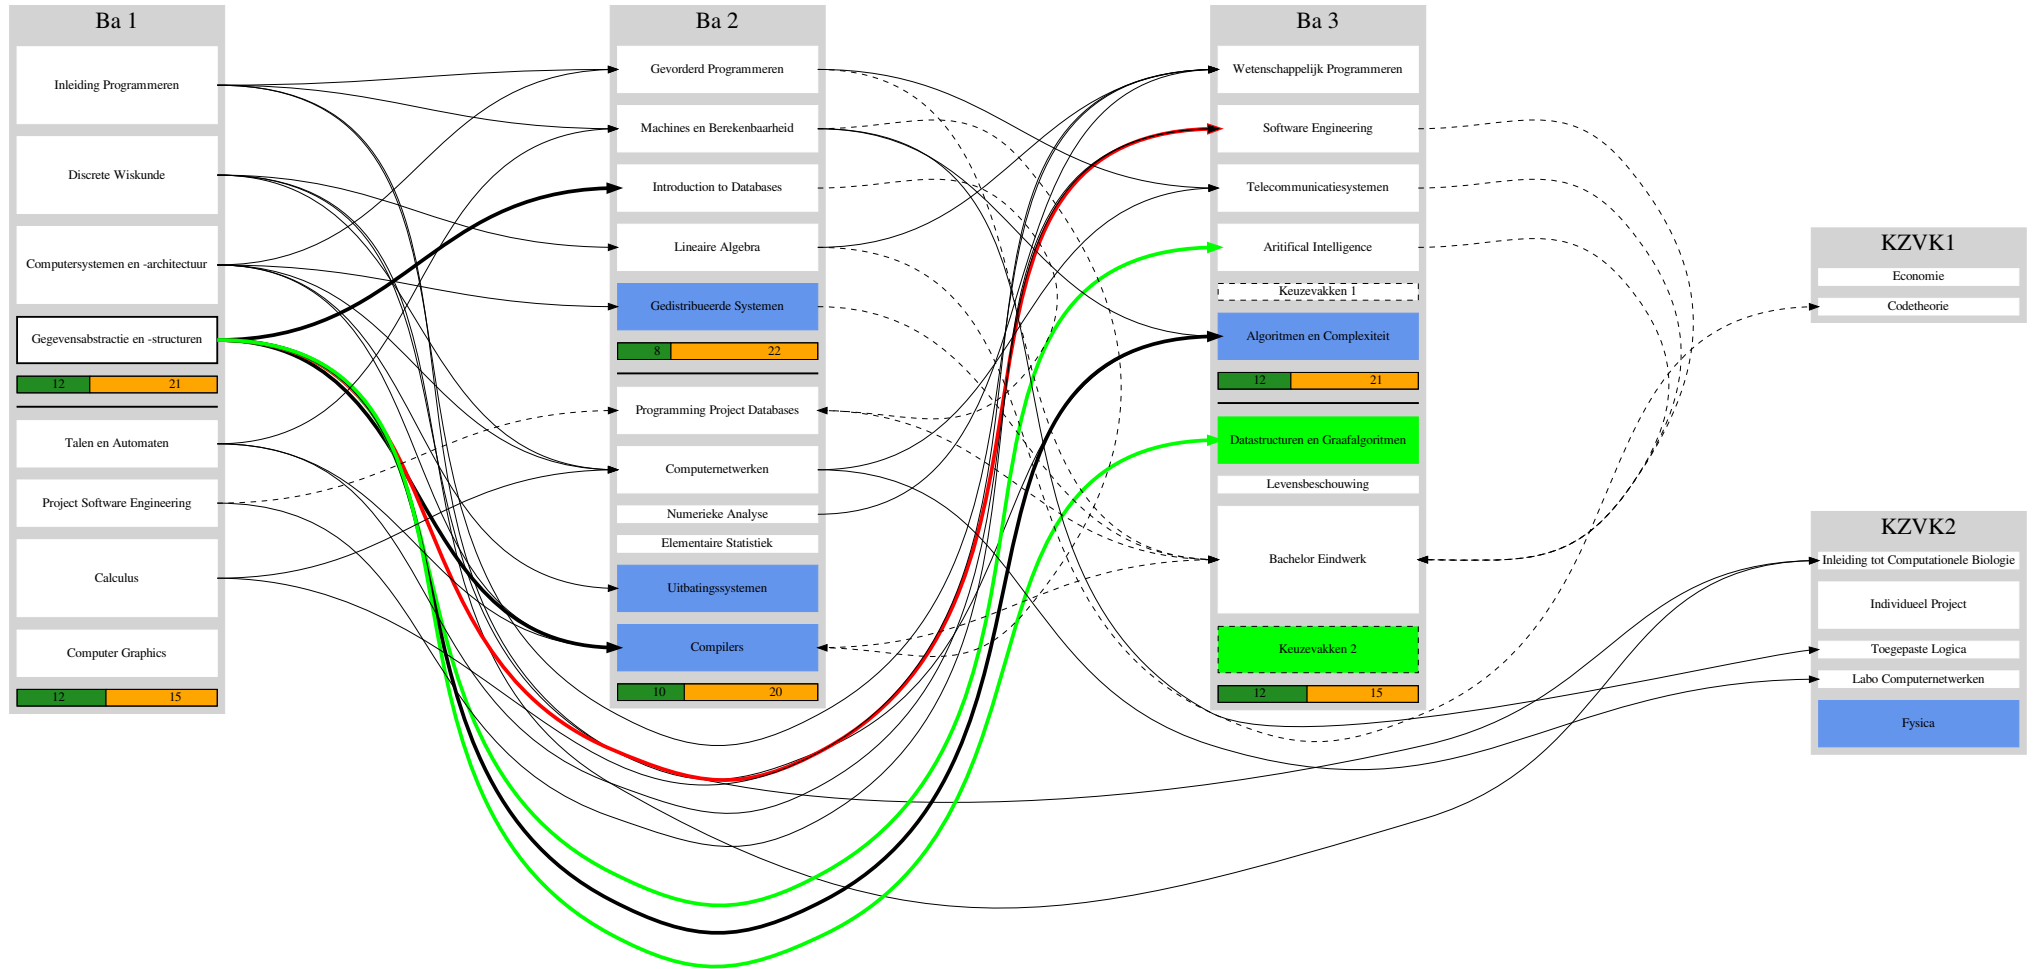 Ba 1
Inleiding Programmeren
Discrete Wiskunde
Computersystemen en -architectuur
Gegevensabstractie en -structuren
12 21
Talen en Automaten
Project Software Engineering
Calculus
Computer Graphics
12 15
Ba 2
Gevorderd Programmeren
Machines en Berekenbaarheid
Introduction to Databases
Lineaire Algebra
Gedistribueerde Systemen
8 22
Programming Project Databases
Computernetwerken
Numerieke Analyse
Elementaire Statistiek
Uitbatingssystemen
Compilers
10 20
Ba 3
Wetenschappelijk Programmeren
Software Engineering
Telecommunicatiesystemen
Aritifical Intelligence
Keuzevakken 1
Algoritmen en Complexiteit
12 21
Datastructuren en Graafalgoritmen
Levensbeschouwing
Bachelor Eindwerk
Keuzevakken 2
12 15
KZVK1
Economie
Codetheorie
KZVK2
Inleiding tot Computationele Biologie
Individueel Project
Toegepaste Logica
Labo Computernetwerken
Fysica